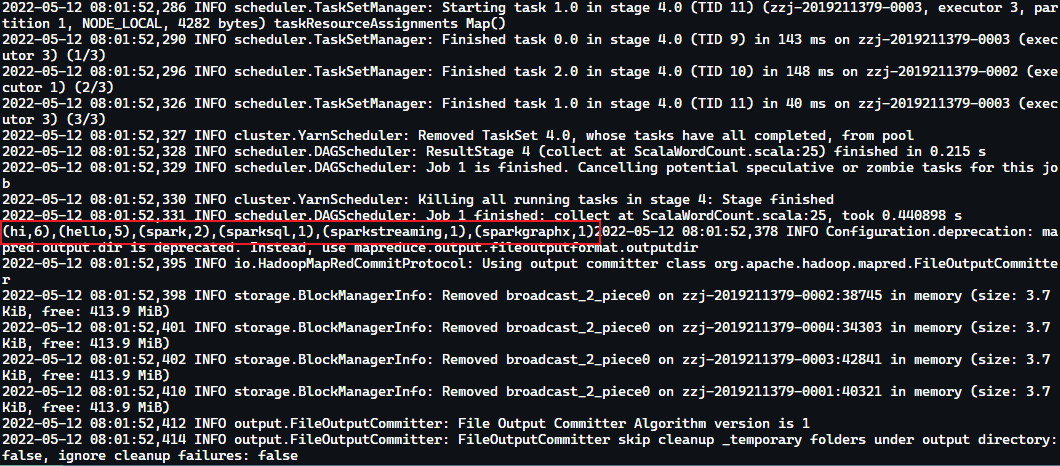 2022-05-12 08:01:52,286 INFO scheduler.TaskSetManager: Starting task 1.0 in stage 4.0 (TID 11) (zzj-2019211379-0003, executor 3, par
tition 1, NODE_LOCAL, 4282 bytes) taskResourceAssignments Map()
2022-05-12 08:01:52,290 INFO scheduler.TaskSetManager: Finished task 0.0 in stage 4.0 (TID 9) in 143 ms on zzj-2019211379-0003 (exec
utor 3) (1/3)
2022-05-12 08:01:52,296 INFO scheduler.TaskSetManager: Finished task 2.0 in stage 4.0 (TID 10) in 148 ms on zzj-2019211379-0002 (exe
cutor 1) (2/3)
2022-05-12 08:01:52,326 INFO scheduler.TaskSetManager: Finished task 1.0 in stage 4.0 (TID 11) in 40 ms on zzj-2019211379-0003 (exec
utor 3) (3/3)
2022-05-12 08:01:52,327 INFO cluster.YarnScheduler: Removed TaskSet 4.0, whose tasks have all completed, from pool
2022-05-12 08:01:52,328 INFO scheduler.DAGScheduler: ResultStage 4 (collect at ScalaWordCount.scala:25) finished in 0.215 s
2022-05-12 08:01:52,329 INFO scheduler.DAGScheduler: Job 1 is finished. Cancelling potential speculative or zombie tasks for this jo
b
2022-05-12 08:01:52,330 INFO cluster.YarnScheduler: Killing all running tasks in stage 4: Stage finished
2022-05-12 08:01:52,331 INFO scheduler.DAGScheduler: Job 1 finished: collect at ScalaWordCount.scala:25, took 0.440898 s
(hi,6),(hello,5),(spark,2),(sparksql,1),(sparkstreaming,1),(sparkgraphx,1)2022-05-12 08:01:52,378 INFO Configuration.deprecation: ma
pred.output.dir is deprecated. Instead, use mapreduce.output.fileoutputformat.outputdir
2022-05-12 08:01:52,395 INFO io.HadoopMapRedCommitProtocol: Using output committer class org.apache.hadoop.mapred.FileOutputCommitte
r
2022-05-12 08:01:52,398 INFO storage.BlockManagerInfo: Removed broadcast_2_piece0 on zzj-2019211379-0002:38745 in memory (size: 3.7 
KiB, free: 413.9 MiB)
2022-05-12 08:01:52,401 INFO storage.BlockManagerInfo: Removed broadcast_2_piece0 on zzj-2019211379-0004:34303 in memory (size: 3.7 
KiB, free: 413.9 MiB)
2022-05-12 08:01:52,402 INFO storage.BlockManagerInfo: Removed broadcast_2_piece0 on zzj-2019211379-0003:42841 in memory (size: 3.7 
KiB, free: 413.9 MiB)
2022-05-12 08:01:52,410 INFO storage.BlockManagerInfo: Removed broadcast_2_piece0 on zzj-2019211379-0001:40321 in memory (size: 3.7 
KiB, free: 413.9 MiB)
2022-05-12 08:01:52,412 INFO output.FileOutputCommitter: File Output Committer Algorithm version is 1
2022-05-12 08:01:52,414 INFO output.FileOutputCommitter: FileOutputCommitter skip cleanup _temporary folders under output directory:
false, ignore cleanup failures: false